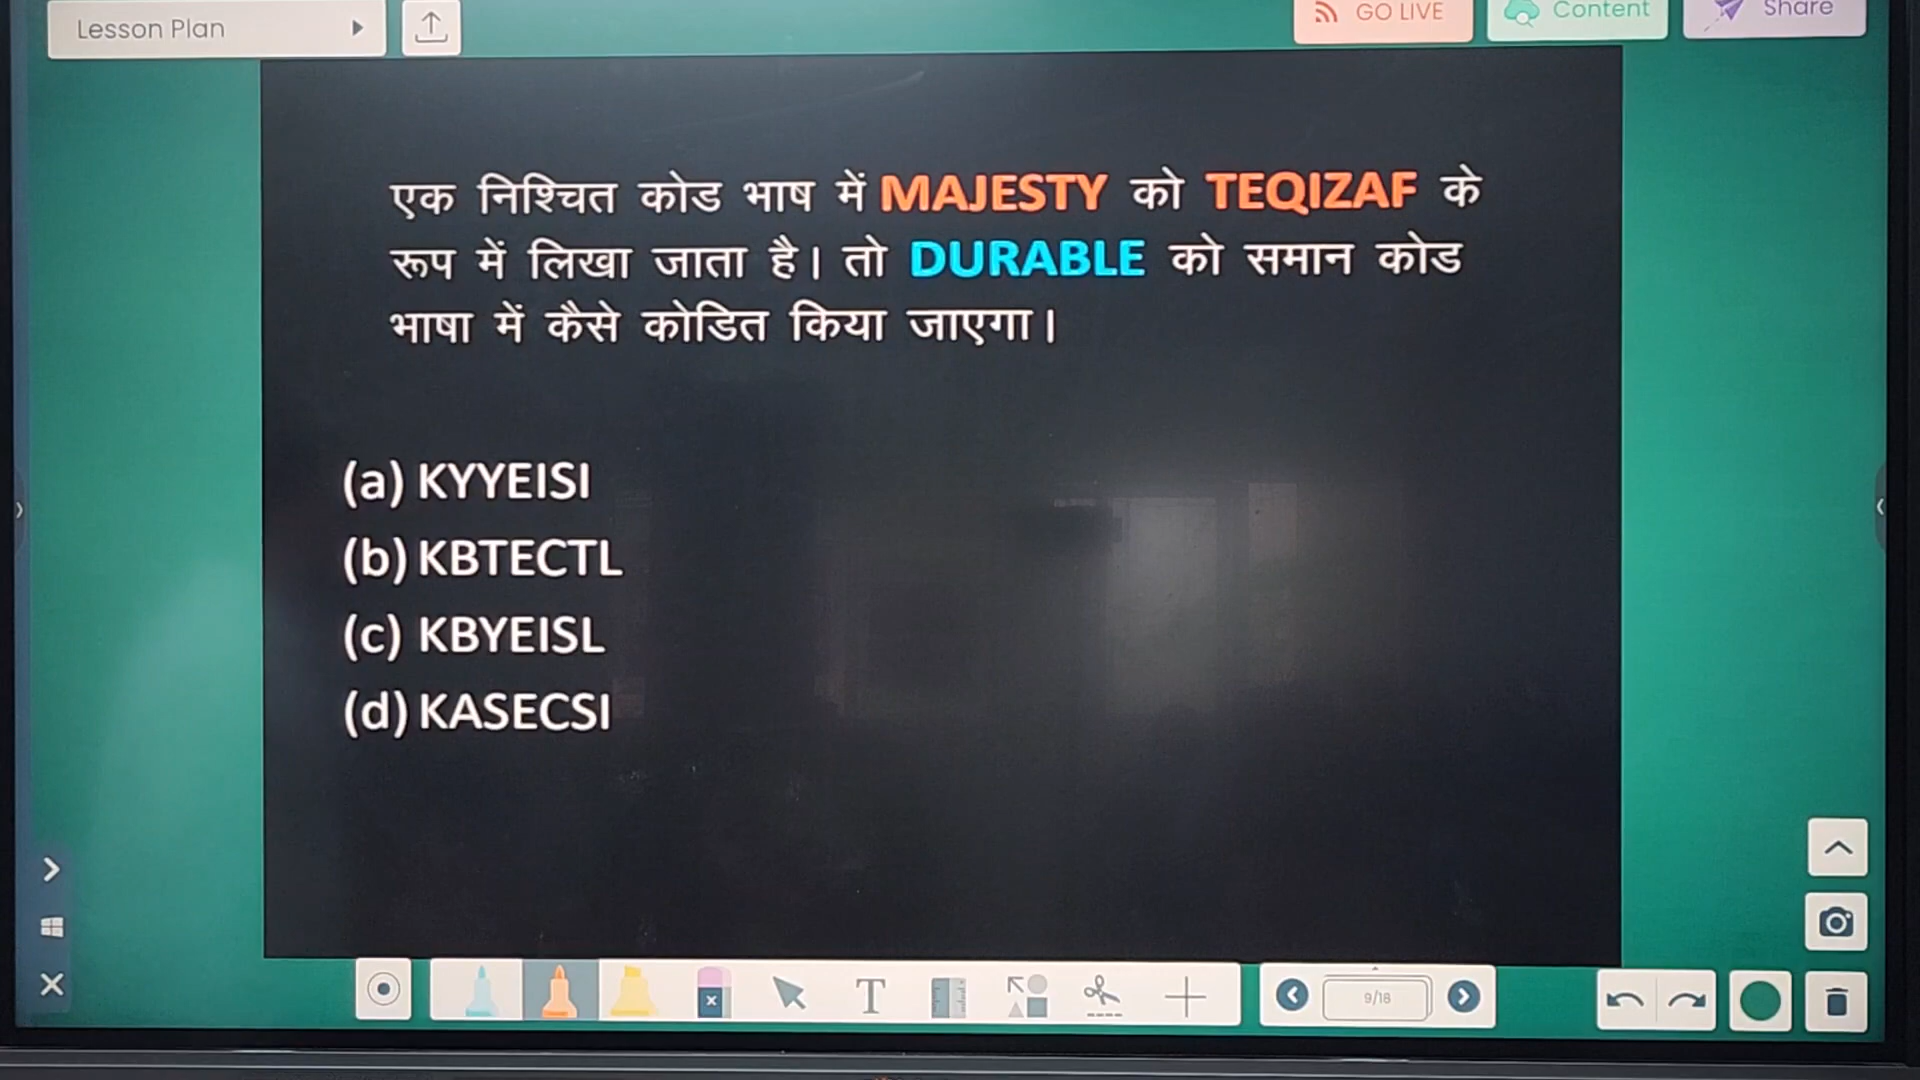 Lesson Plan
GO LIVE
Content
Share
एक निश्चित कोड भाष में MAJESTY को TEQIZAF के
रूप में लिखा जाता है। तो DURABLE को समान कोड
भाषा में कैसे कोडित किया जाएगा।
(a) KYYEISI
(b) KBTECTL
(c) KBYEISL
(d) KASECSI
T
9/18